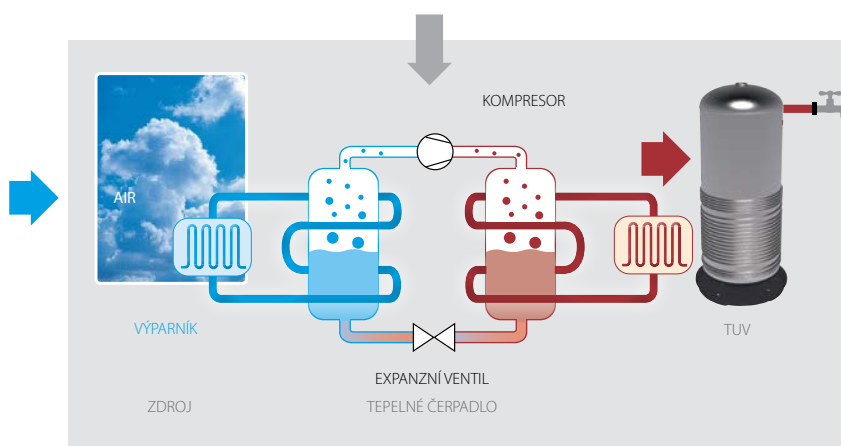 KOMPRESOR
AIR
VÝPARNÍK
TUV
EXPANZNÍ VENTIL
ZDROJ
TEPELNÉ ČERPADLO